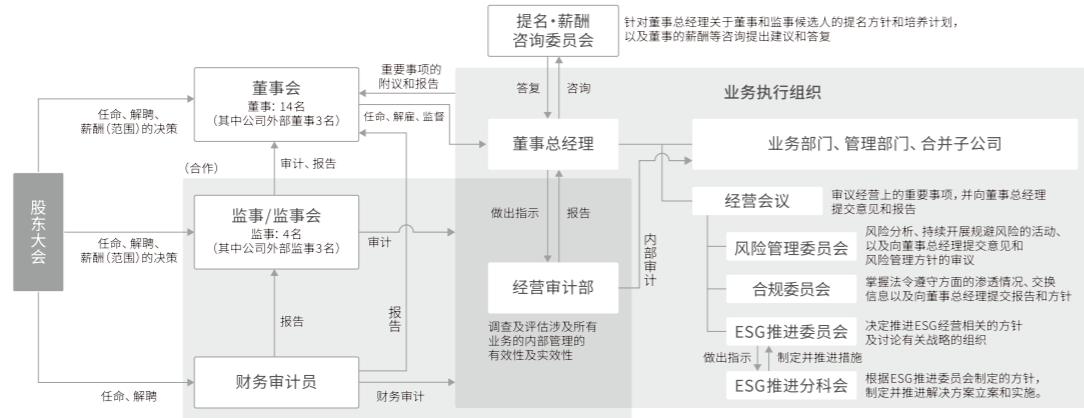 提名·薪酬
咨询委员会
针对董事总经理关于董事和监事候选人的提名方针和培养计划，
以及董事的薪酬等咨询提出建议和答复
重要事项的
附议和报告
答复
咨询
业务执行组织
董事会
董事：14名
（其中公司外部董事3名）
任命、解聘、
薪酬（范围）的决策
任命、解雇、监督
董事总经理
业务部门、管理部门、合并子公司
（合作）
审计、报告
股东大会
监事/监事会
监事：4名
（其中公司外部监事3名）
任命、解聘、
薪酬（范围）的决策
审计
做出指示
报告
内部审计
经营会议
审议经营上的重要事项，并向董事总经理
提交意见和报告
风险管理委员会
风险分析、持续开展规避风险的活动、
以及向董事总经理提交意见和
风险管理方针的审议
经营审计部
合规委员会
掌握法令遵守方面的渗透情况、交换
信息以及向董事总经理提交报告和方针
报告
报告
调查及评估涉及所有
业务的内部管理的
有效性及实效性
ESG推进委员会
决定推进ESG经营相关的方针
及讨论有关战略的组织
做出指示
制定并推进措施
财务审计员
任命、解聘
财务审计
ESG推进分科会
根据ESG推进委员会制定的方针，
制定并推进解决方案立案和实施。